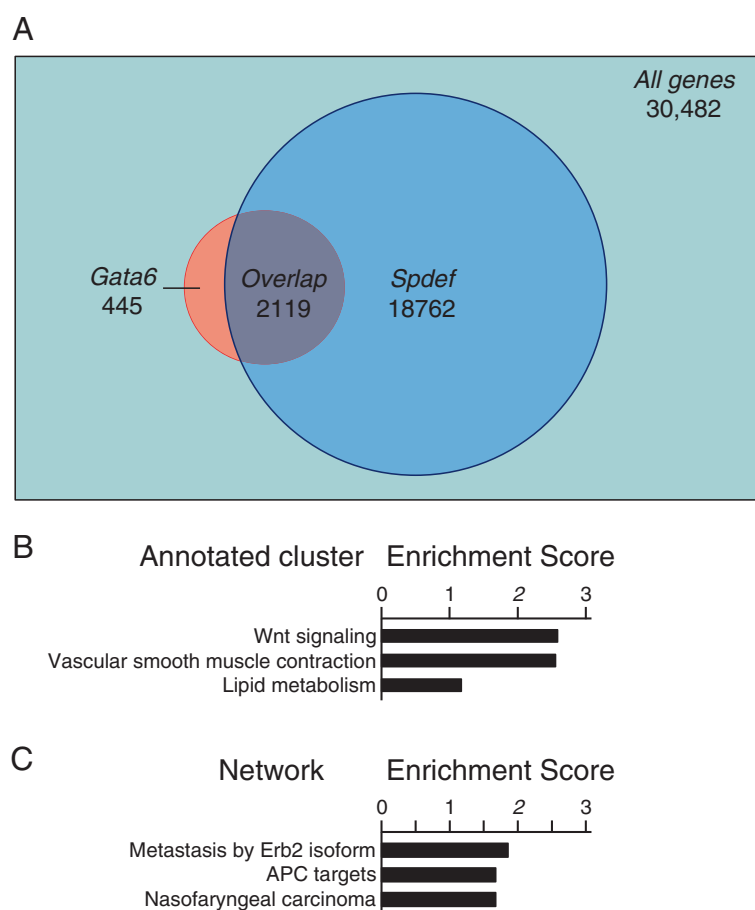 A
All genes
30,482
Gata6
445
Overlap
2119
Spdef
18762
B
Annotated cluster Enrichment Score
0 1 2 3
Wnt signaling
Vascular smooth muscle contraction
Lipid metabolism
C
Network Enrichment Score
0 1 2 3
Metastasis by Erb2 isoform
APC targets
Nasofaryngeal carcinoma